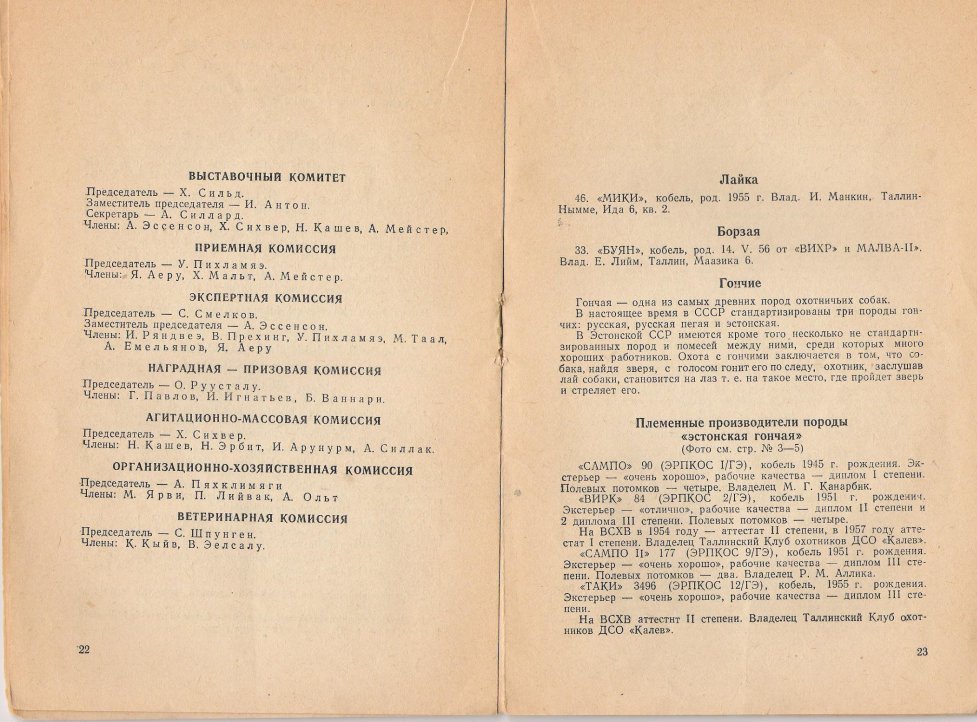 ВЫСТАВОЧНЫЙ КОМИТЕТ
Председатель — Х. Сильд.
Заместитель председателя — И. Антон.
Секретарь — А. Силлард.
Члены: А. Эссенсон, Х. Сихвер, Н. Кашев, А. Мейстер,
ПРИЕМНАЯ КОМИССИЯ
Председатель — У. Пихламяэ.
Члены: Я. Аеру, Х. Мальт, А. Мейстер.
ЭКСПЕРТНАЯ КОМИССИЯ
Председатель — С. Смелков.
Заместитель председателя — А. Эссенсон.
Члены: И. Ряндвеэ, В. Прехинг, У. Пихламяэ, М. Таал,
А. Емельянов, Я. Аеру
НАГРАДНАЯ — ПРИЗОВАЯ КОМИССИЯ
Председатель — О. Руусталу.
Члены: Г. Павлов, И. Игнатьев, Б. Ваннари.
АГИТАЦИОННО-МАССОВАЯ КОМИССИЯ
Председатель — Х. Сихвер.
Члены: Н. Кашев, Н. Эрбит, И. Арунурм, А. Силлак.
ОРГАНИЗАЦИОННО-ХОЗЯЙСТВЕННАЯ КОМИССИЯ
Председатель — А. Пяхклимяги
Члены: М. Ярви, П. Лийвак, А. Ольт
ВЕТЕРИНАРНАЯ КОМИССИЯ
Председатель — С. Шпунген.
Члены: К. Кыйв, В. Эелсалу.
22
Лайка
46. «МИКИ», кобель, род. 1955 г. Влад. И. Манкин, Таллин-
Нымме, Ида 6, кв. 2.
Борзая
33. «БУЯН», кобель, род. 14. V. 56 от «ВИХР» и МАЛВА-II».
Влад. Е. Лийм, Таллин, Маазика 6.
Гончие
Гончая — одна из самых древних пород охотничьих собак.
В настоящее время в СССР стандартизированы три породы гон-
чих: русская, русская пегая и эстонская.
В Эстонской ССР имеются кроме того несколько не стандарти-
зированных пород и помесей между ними, среди которых много
хороших работников. Охота с гончими заключается в том, что со-
бака, найдя зверя, с голосом гонит его по следу, охотник, заслушав
лай собаки, становится на лаз т. е. на такое место, где пройдет зверь
и стреляет его.
Племенные производители породы
«эстонская гончая»
(Фото см. стр. № 3—5)
«САМПО» 90 (ЭРПКОС I/ГЭ), кобель 1945 г. рождения. Эк-
стерьер — «очень хорошо», рабочие качества — диплом I степени.
Полевых потомков — четыре. Владелец М. Г. Канарбик.
«ВИРК» 84 (ЭРПКОС 2/ГЭ), кобель 1951 г. рождения.
Экстерьер — «отлично», рабочие качества — диплом II степени и
2 диплома III степени. Полевых потомков — четыре.
На ВСХВ в 1954 году — аттестат II степени, в 1957 году атте-
стат I степени. Владелец Таллинский Клуб охотников ДСО «Калев».
«САМПО II» 177 (ЭРПКОС 9/ГЭ), кобель 1951 г. рождения.
Экстерьер — «очень хорошо», рабочие качества — диплом III сте-
пени. Полевых потомков — два. Владелец Р. М. Аллика.
«ТАКИ» 3496 (ЭРПКОС 12/ГЭ), кобель, 1955 г. рождения.
Экстерьер — «очень хорошо», рабочие качества — диплом III сте-
пени.
На ВСХВ аттестнт II степени. Владелец Таллинский Клуб охот-
ников ДСО «Калев».
23